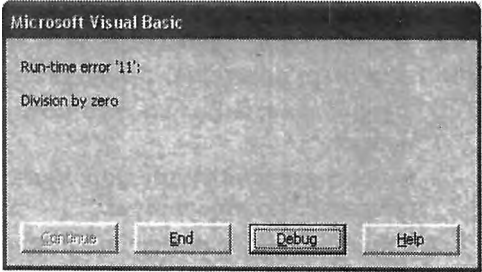 Microsoft Visual Basic
Run-time error '11':
Division by zero
Continue
End
Debug
Help